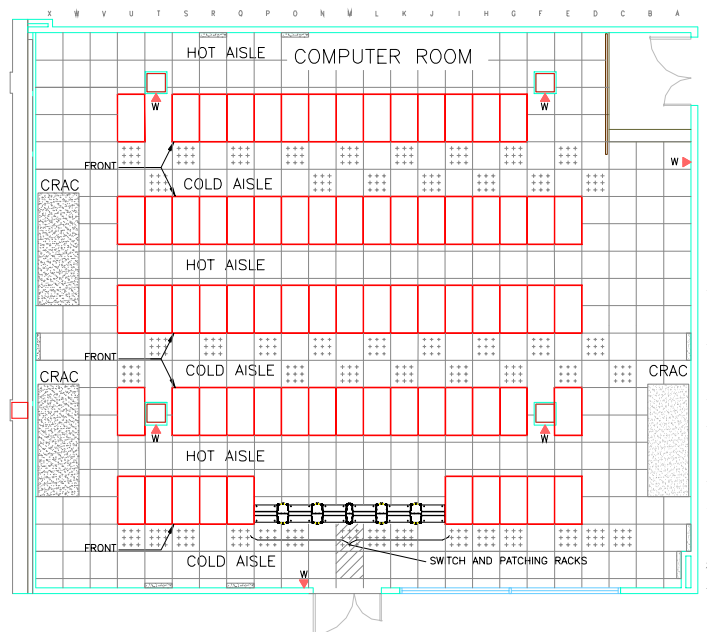 X W V U T S R Q P O N M L K J I H G F E D C B A
HOT AISLE
COMPUTER ROOM
W
W
W
FRONT
CRAC
COLD AISLE
HOT AISLE
FRONT
CRAC
COLD AISLE
CRAC
W
W
HOT AISLE
FRONT
COLD AISLE
SWITCH AND PATCHING RACKS
W